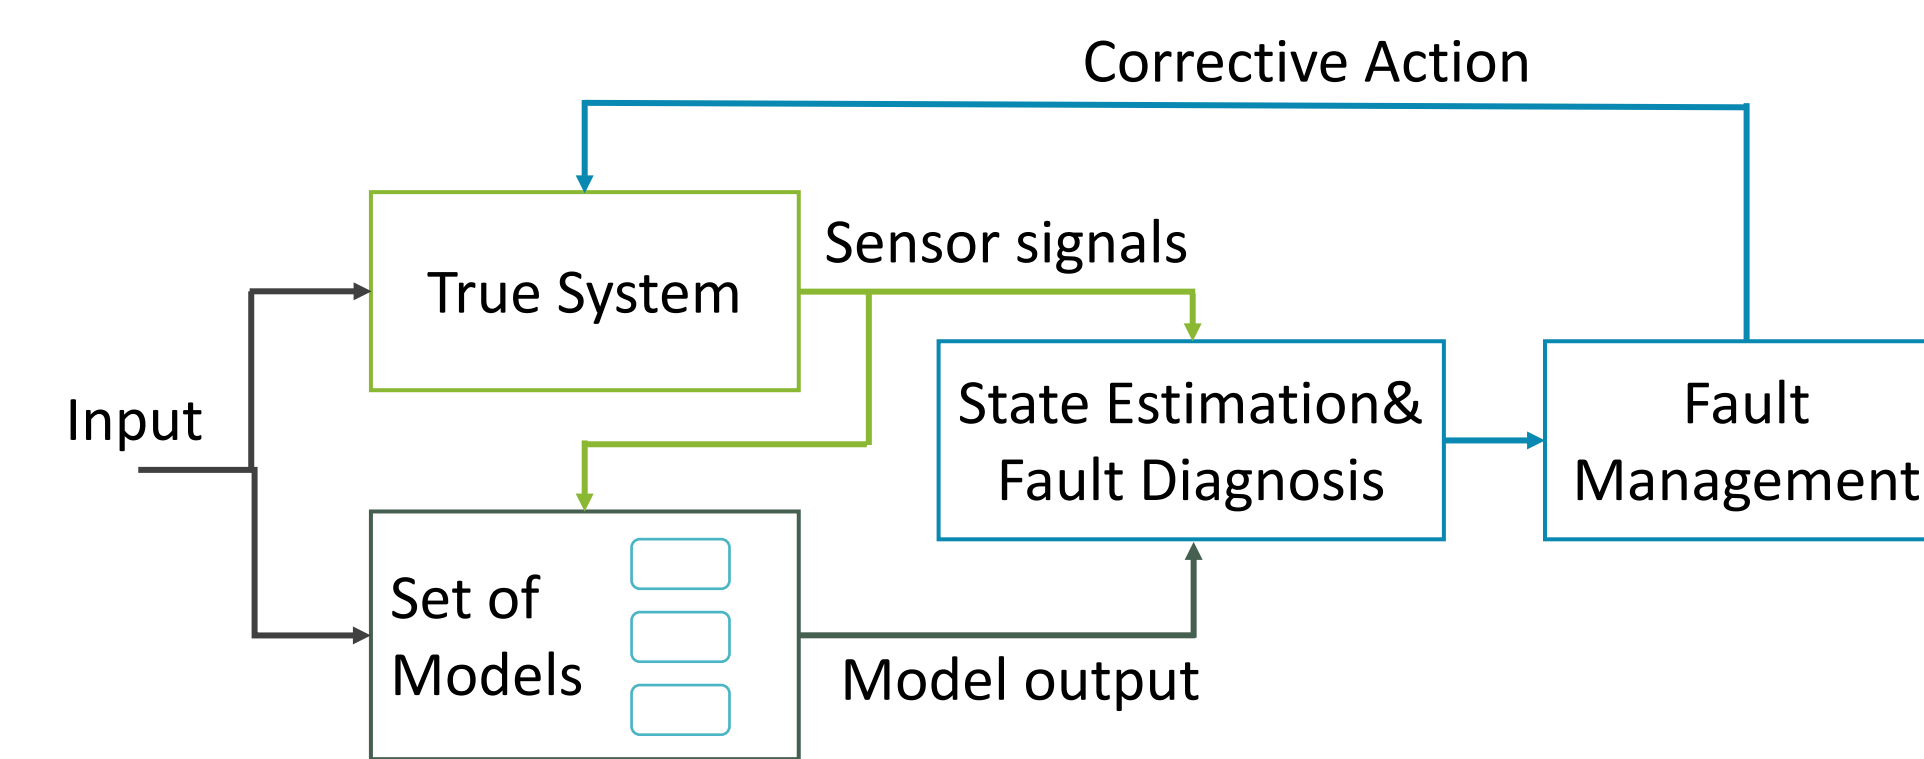 Corrective Action
Sensor signals
True System
Input
State Estimation&
Fault Diagnosis
Fault
Management
Set of
Models
Model output